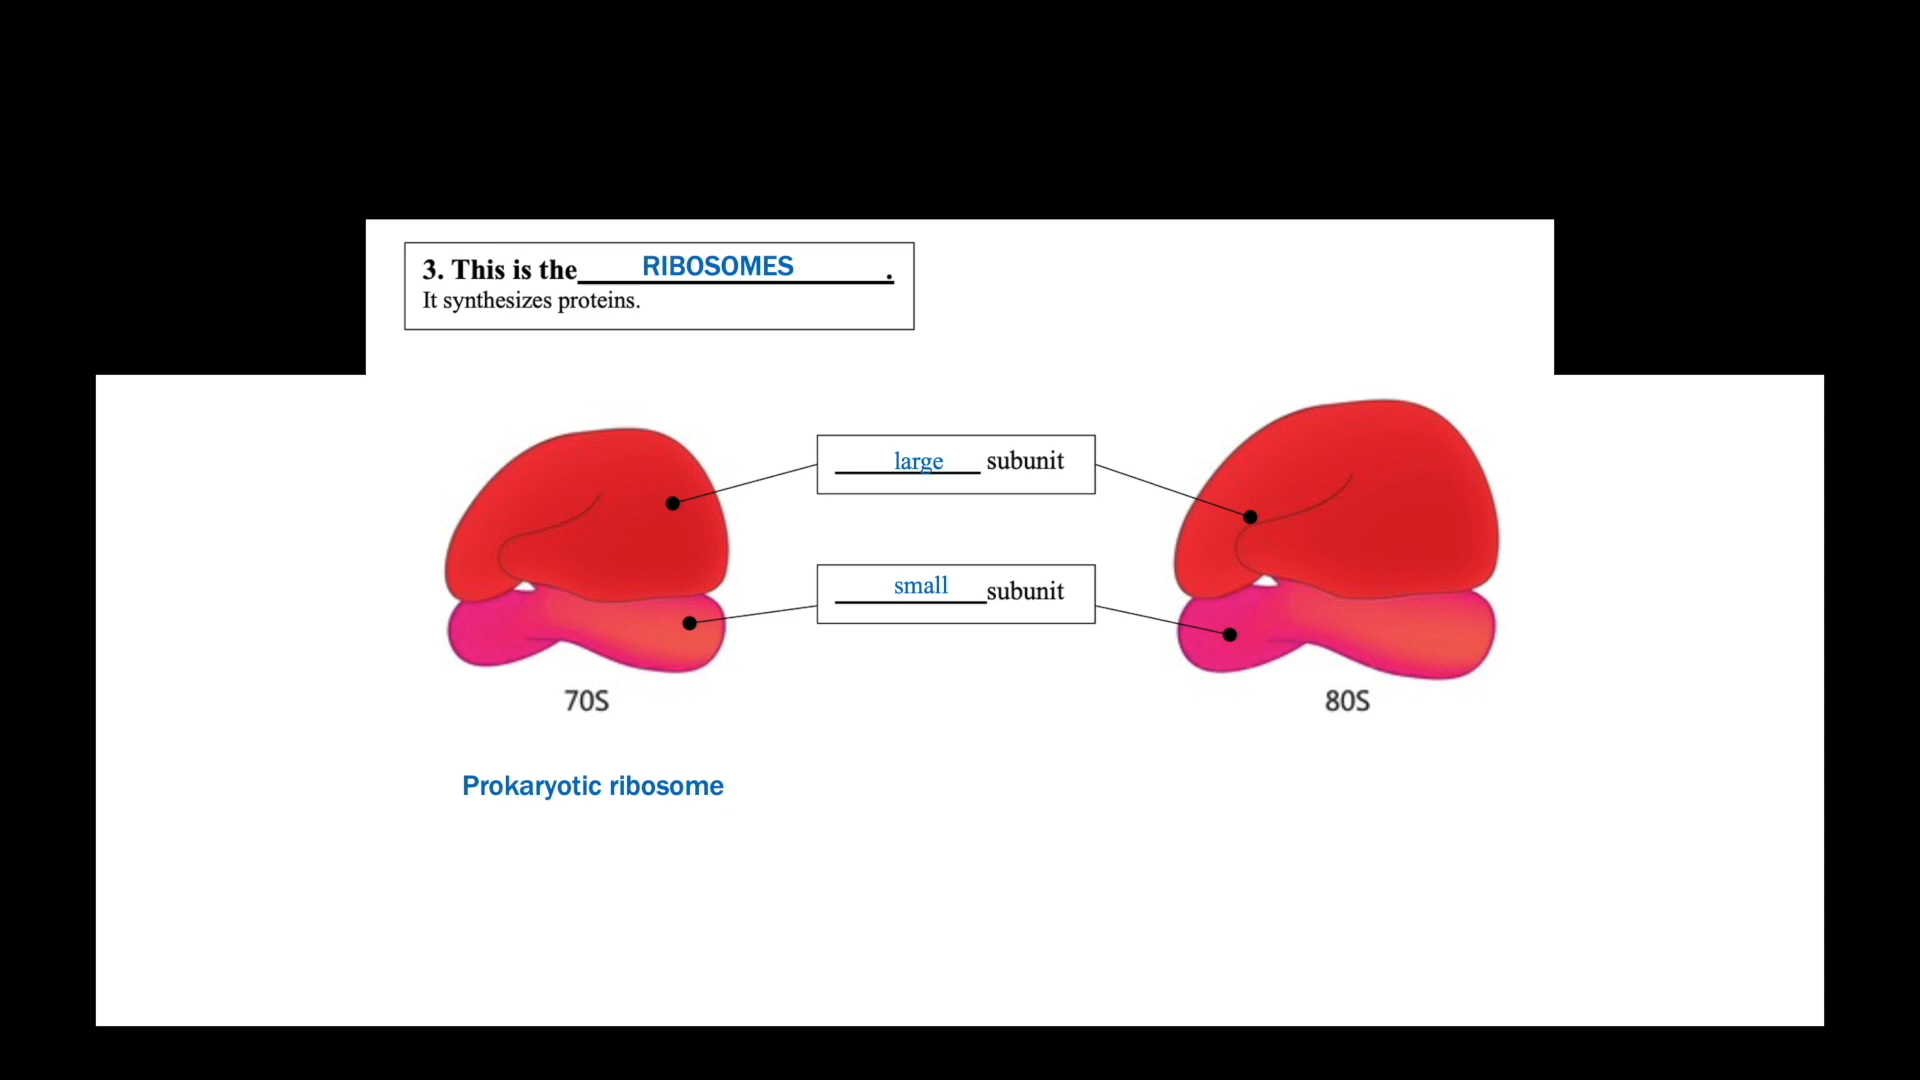 3. This is the RIBOSOMES.
It synthesizes proteins.
large subunit
small subunit
70S
80S
Prokaryotic ribosome